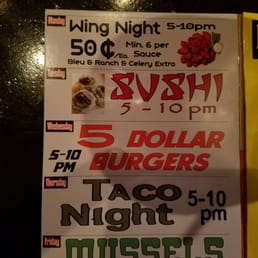 Monday
Wing Night 5-10pm
50¢/ea. Min. 6 per Sauce
Bleu & Ranch & Celery Extra
SUSHI
5 - 10 pm
Wednesday
5 DOLLAR
5-10 PM BURGERS
Thursday
TACO
Night 5-10 pm
Friday
MUSSELS